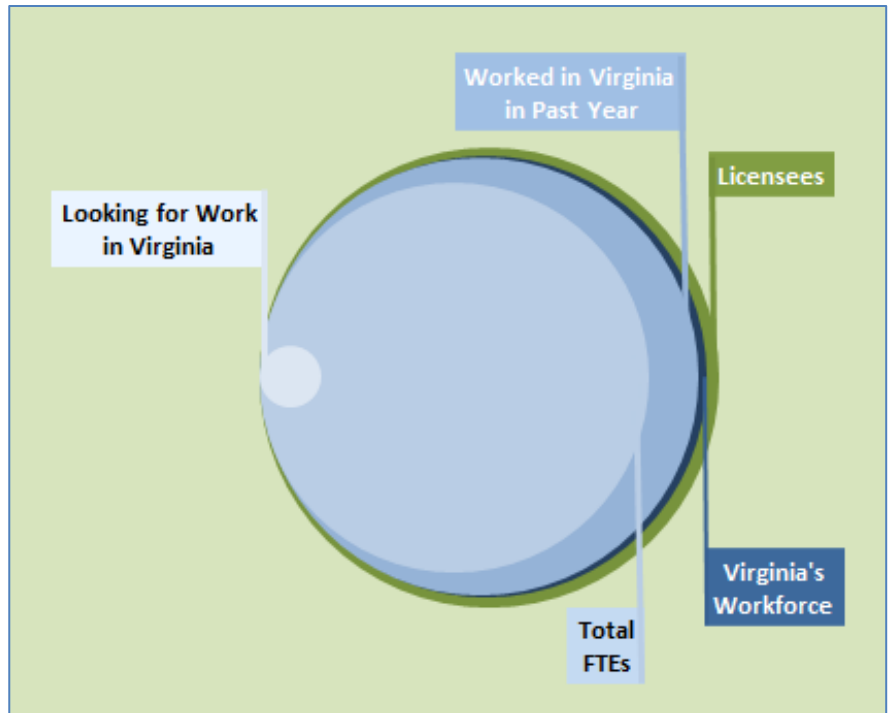 Worked in Virginia
in Past Year
Licensees
Looking for Work
in Virginia
Virginia's
Workforce
Total
FTEs